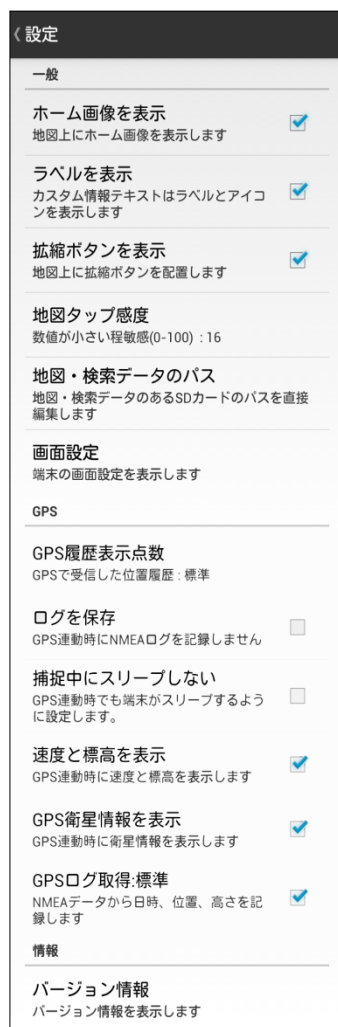 設定
一般
ホーム画像を表示
地図上にホーム画像を表示します
ラベルを表示
カスタム情報テキストはラベルとアイコ
ンを表示します
拡縮ボタンを表示
地図上に拡縮ボタンを配置します
地図タップ感度
数値が小さい程敏感(0-100) : 16
地図・検索データのパス
地図・検索データのあるSDカードのパスを直接
編集します
画面設定
端末の画面設定を表示します
GPS
GPS履歴表示点数
GPSで受信した位置履歴 : 標準
ログを保存
GPS連動時にNMEAログを記録しません
捕捉中にスリープしない
GPS連動時でも端末がスリープするよう
に設定します。
速度と標高を表示
GPS連動時に速度と標高を表示します
GPS衛星情報を表示
GPS連動時に衛星情報を表示します
GPSログ取得:標準
NMEAデータから日時、位置、高さを記
録します
情報
バージョン情報
バージョン情報を表示します